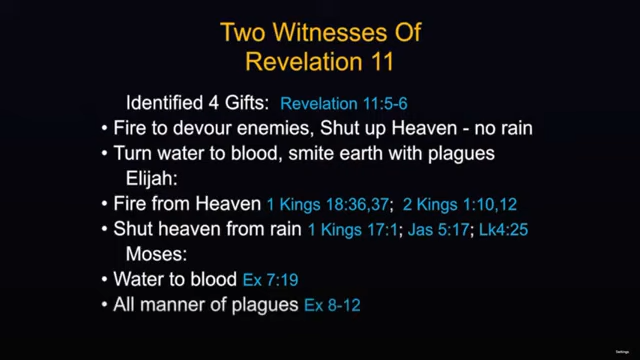 Two Witnesses Of
Revelation 11
Identified 4 Gifts: Revelation 11:5-6
• Fire to devour enemies, Shut up Heaven - no rain
• Turn water to blood, smite earth with plagues
Elijah:
• Fire from Heaven 1 Kings 18:36,37; 2 Kings 1:10,12
• Shut heaven from rain 1 Kings 17:1; Jas 5:17; Lk4:25
Moses:
• Water to blood Ex 7:19
• All manner of plagues Ex 8-12